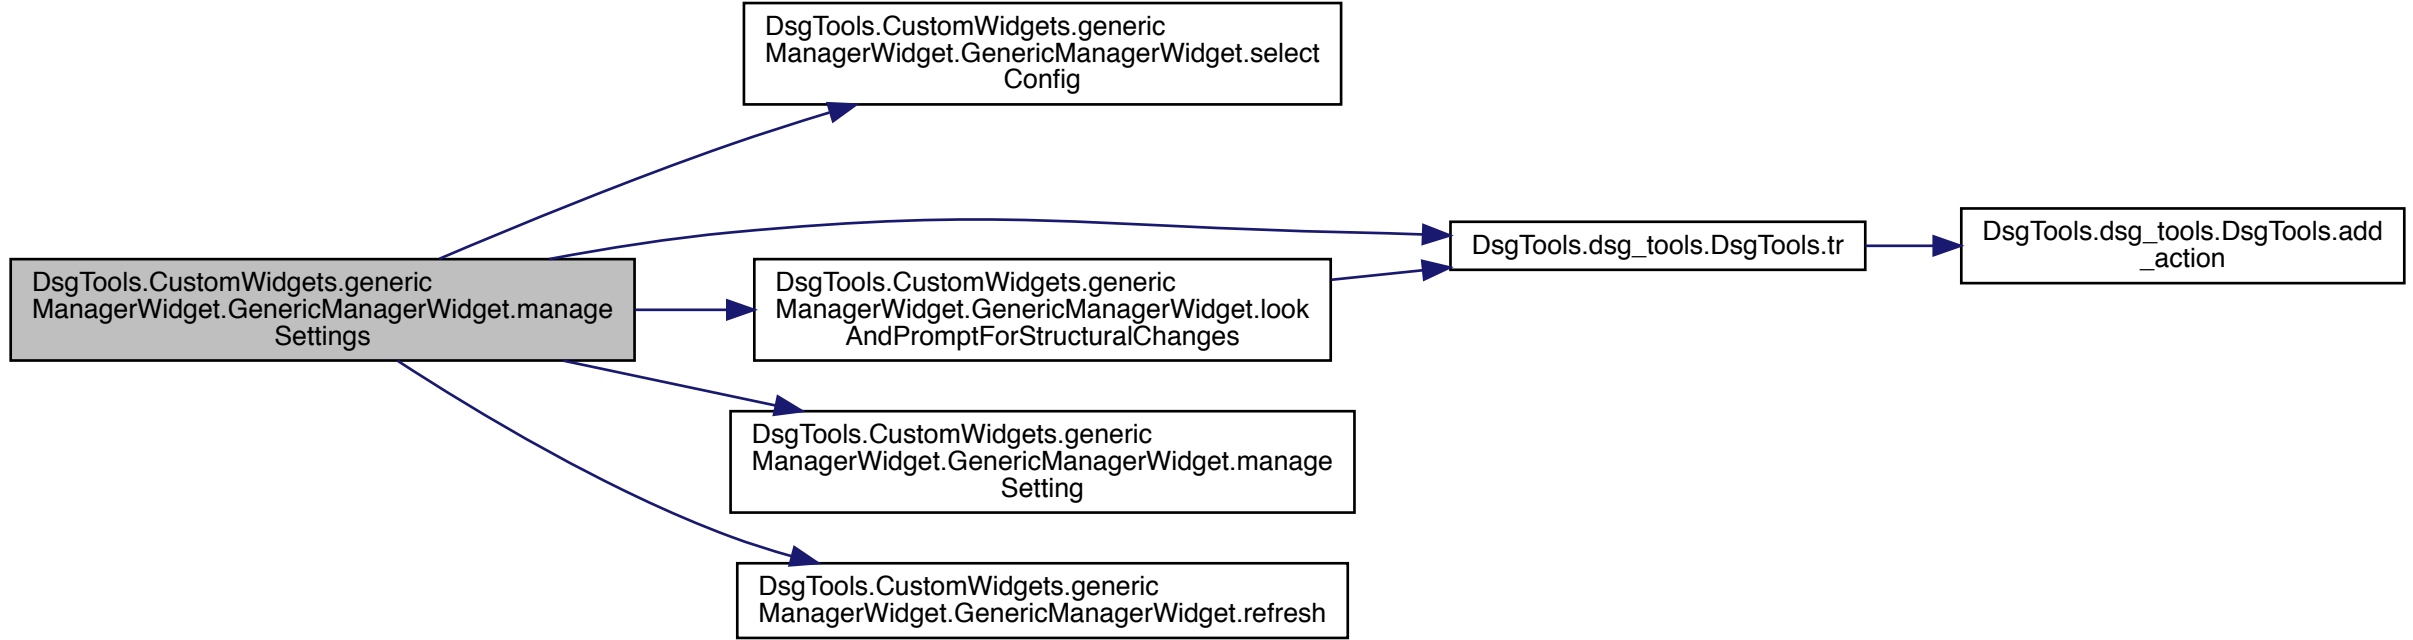 DsgTools.CustomWidgets.generic
ManagerWidget.GenericManagerWidget.select
Config
DsgTools.CustomWidgets.generic
ManagerWidget.GenericManagerWidget.manage
Settings
DsgTools.CustomWidgets.generic
ManagerWidget.GenericManagerWidget.look
AndPromptForStructuralChanges
DsgTools.dsg_tools.DsgTools.tr
DsgTools.dsg_tools.DsgTools.add
_action
DsgTools.CustomWidgets.generic
ManagerWidget.GenericManagerWidget.manage
Setting
DsgTools.CustomWidgets.generic
ManagerWidget.GenericManagerWidget.refresh